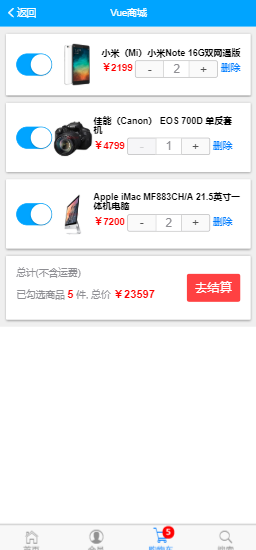 返回 Vue商城
小米（Mi）小米Note 16G双网通版
￥2199 - 2 + 删除
佳能（Canon） EOS 700D 单反套
机
￥4799 - 1 + 删除
Apple iMac MF883CH/A 21.5英寸一
体机电脑
￥7200 - 2 + 删除
总计(不含运费)
已勾选商品 5 件, 总价 ￥23597
去结算
5